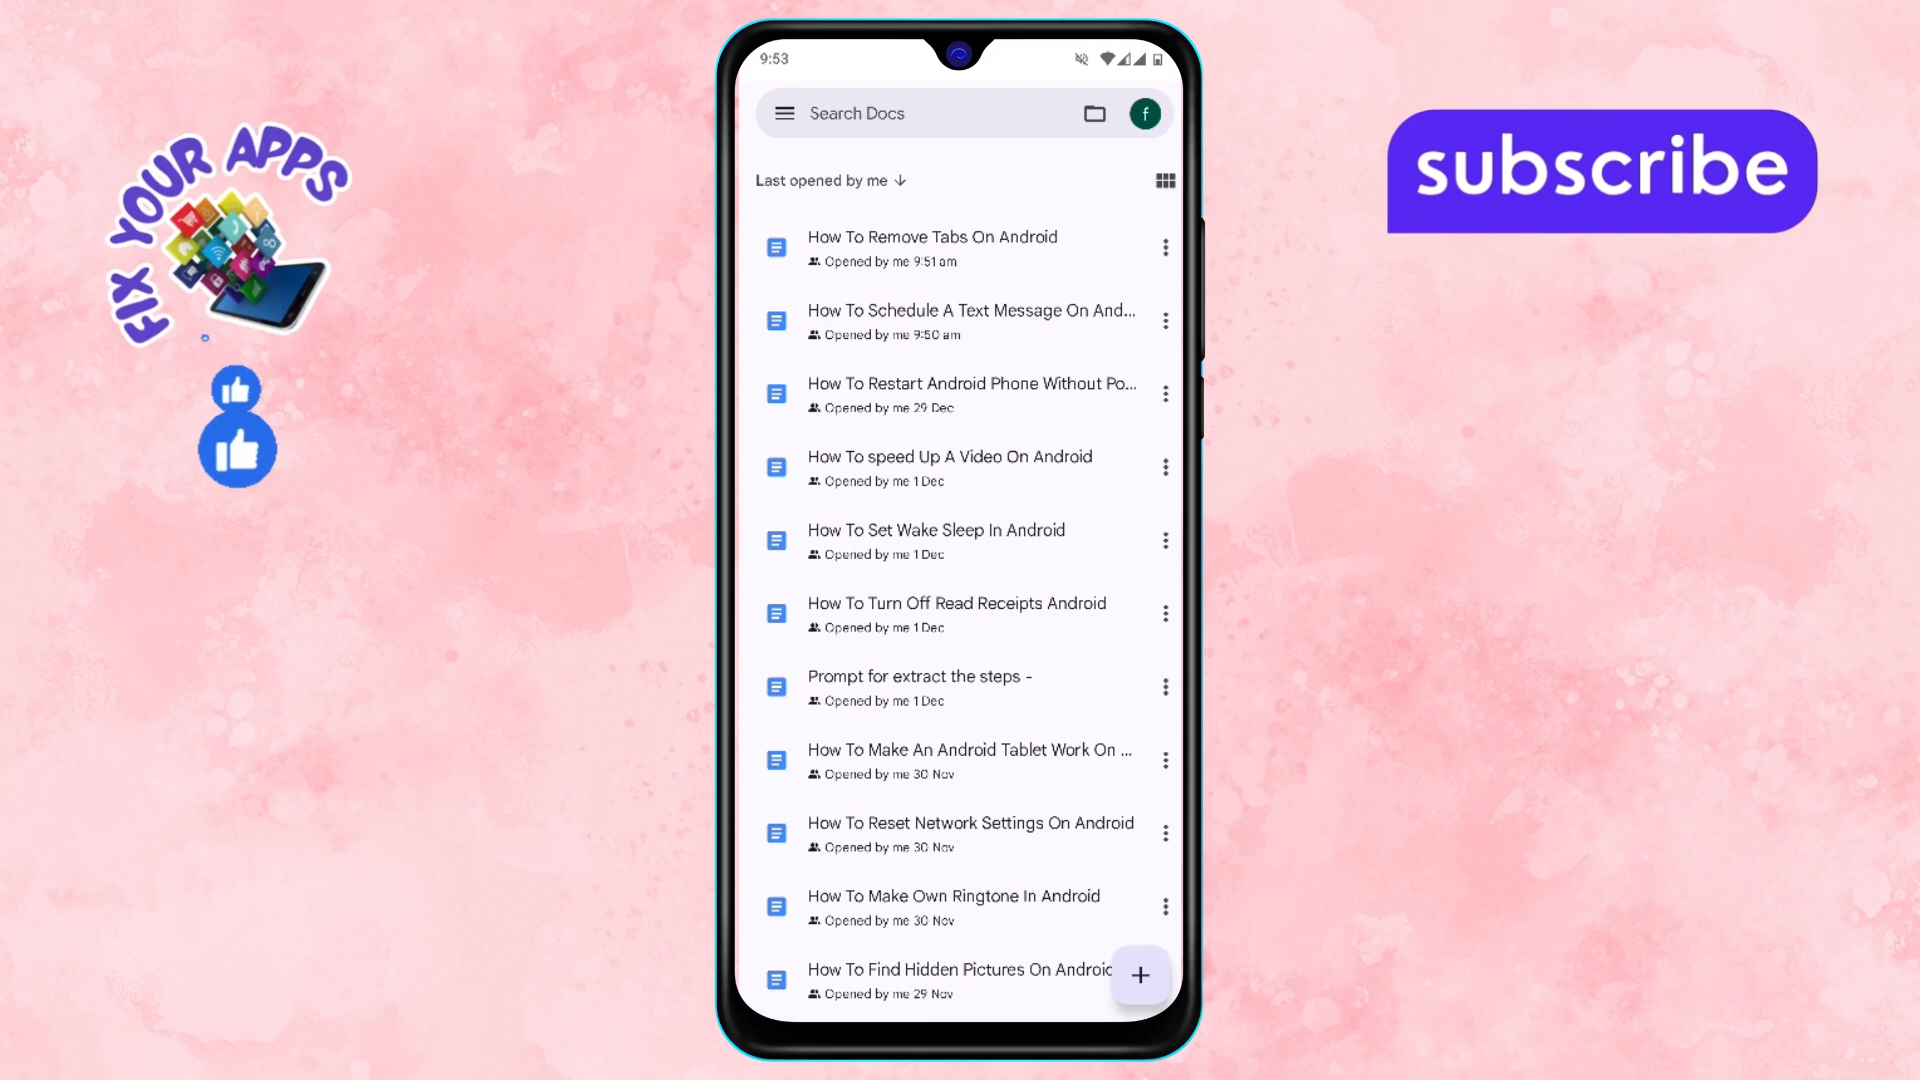 FIX YOUR APPS
subscribe
9:53
Search Docs
f
Last opened by me
How To Remove Tabs On Android
Opened by me 9:51 am
How To Schedule A Text Message On And...
Opened by me 9:50 am
How To Restart Android Phone Without Po...
Opened by me 29 Dec
How To speed Up A Video On Android
Opened by me 1 Dec
How To Set Wake Sleep In Android
Opened by me 1 Dec
How To Turn Off Read Receipts Android
Opened by me 1 Dec
Prompt for extract the steps -
Opened by me 1 Dec
How To Make An Android Tablet Work On ...
Opened by me 30 Nov
How To Reset Network Settings On Android
Opened by me 30 Nov
How To Make Own Ringtone In Android
Opened by me 30 Nov
How To Find Hidden Pictures On Android
Opened by me 29 Nov